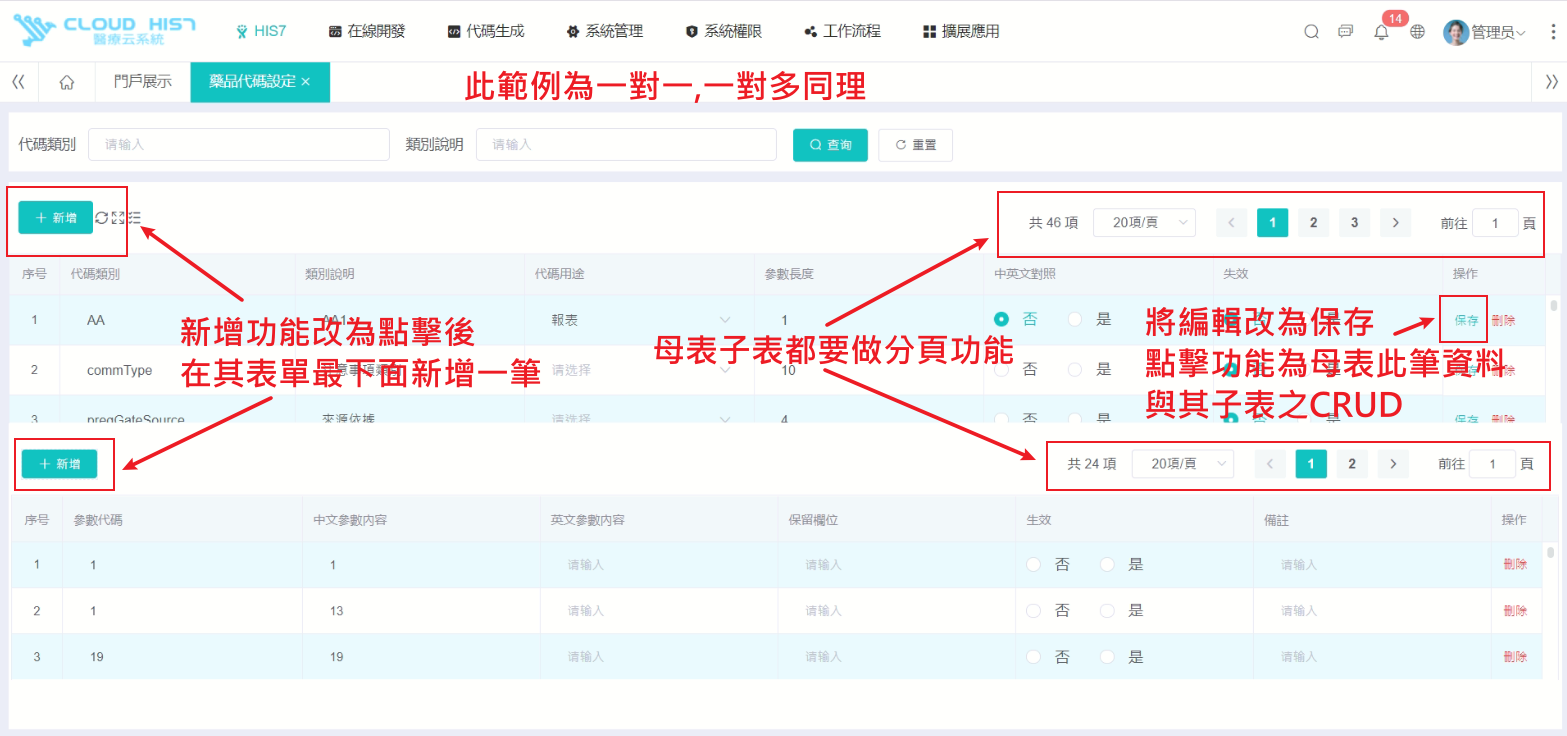 CLOUD HIS7
醫療云系統
HIS7
在線開發
代码生成
系統管理
系統權限
工作流程
擴展應用
14
管理员
門戶展示
藥品代碼設定 ×
此範例為一對一,一對多同理
代碼類別
请输入
類別說明
请输入
查询
重置
+ 新增
共 46 項
20項/頁
1
2
3
前往
1
頁
序号 代碼類別 類別說明 代碼用途 參數長度 中英文對照 失效 操作
1 AA AA1 報表 1 否 是 否 是 保存 刪除
2 commType 意事項類 请选择 10 否 是 保存 刪除
3 pregGateSource 來源依據 请选择 4 否 是 否 是 保存 刪除
新增功能改為點擊後
在其表單最下面新增一筆
母表子表都要做分頁功能
將編輯改為保存
點擊功能為母表此筆資料
與其子表之CRUD
+ 新增
共 24 項
20項/頁
1
2
前往
1
頁
序号 參數代碼 中文參數內容 英文參數內容 保留欄位 生效 備註 操作
1 1 1 请输入 请输入 否 是 请输入 刪除
2 1 13 请输入 请输入 否 是 请输入 刪除
3 19 19 请输入 请输入 否 是 请输入 刪除